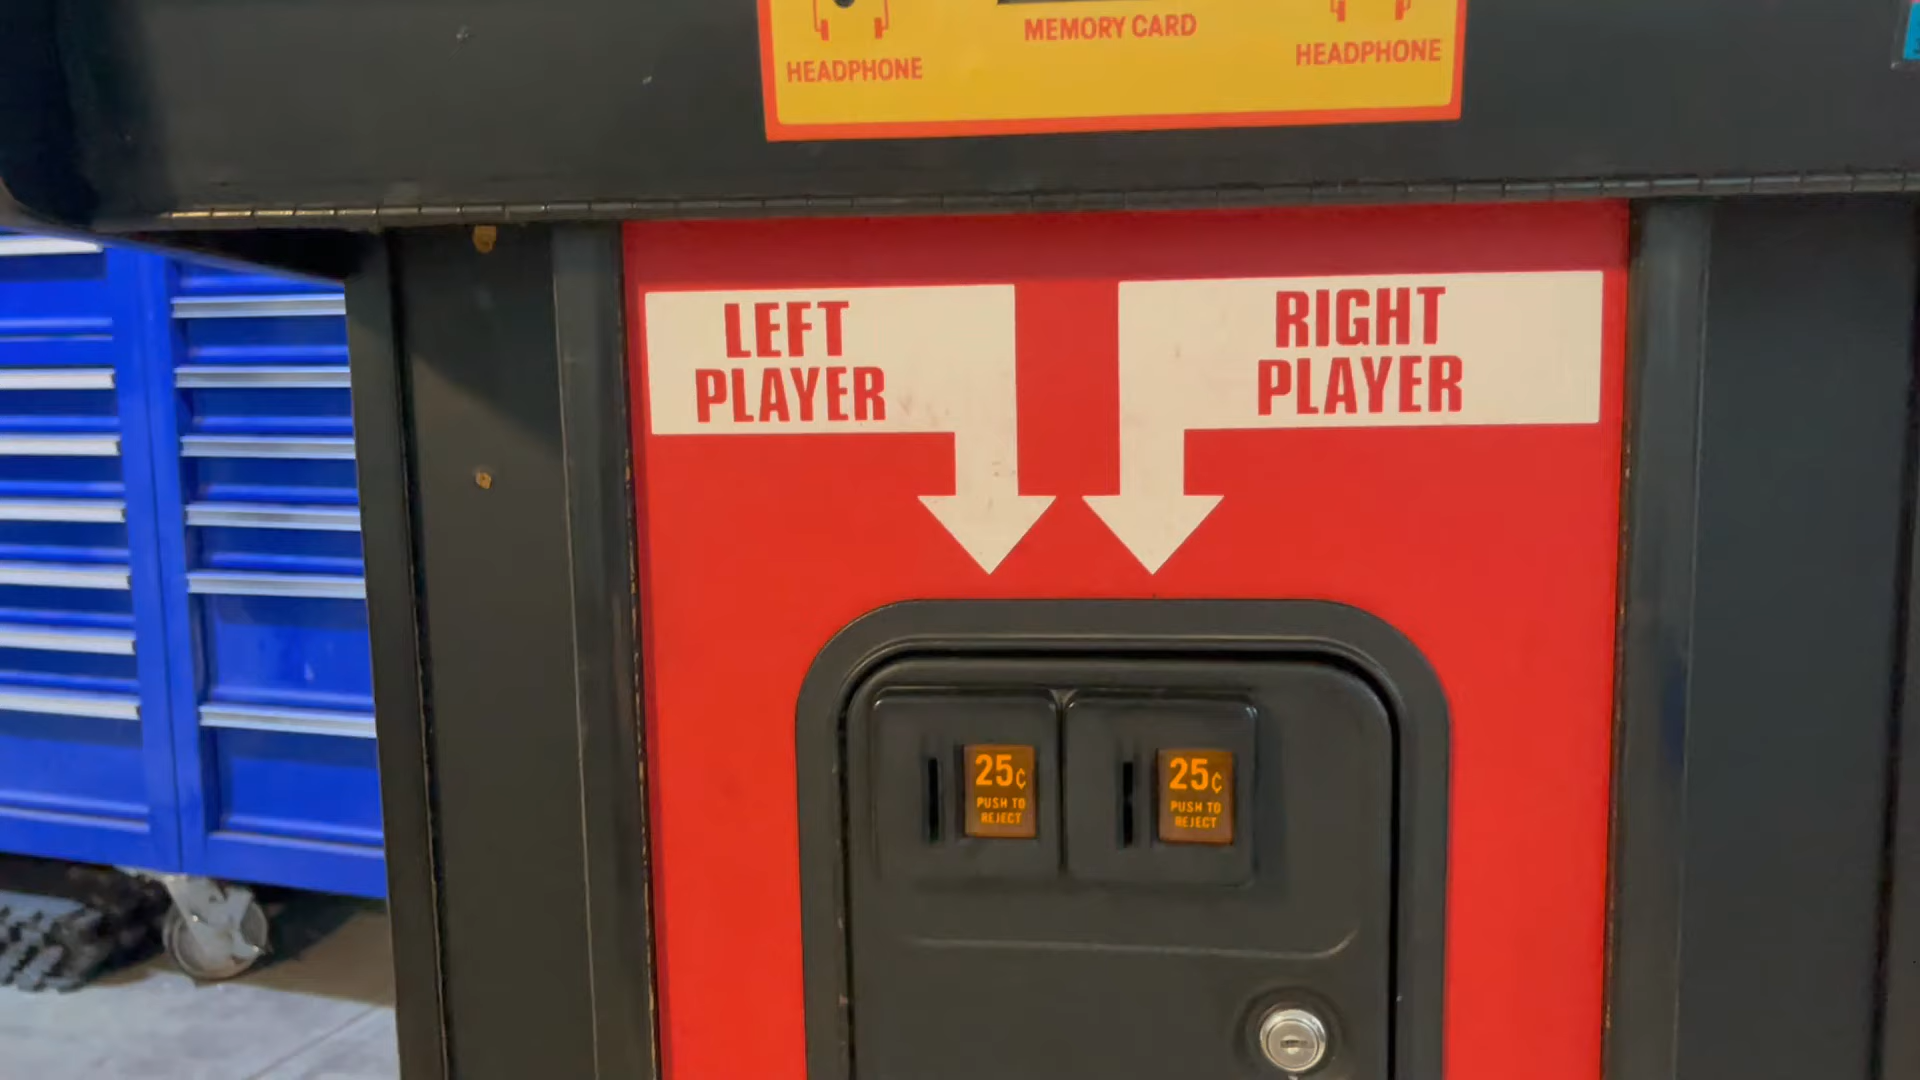 HEADPHONE
MEMORY CARD
HEADPHONE
LEFT
PLAYER
RIGHT
PLAYER
25¢
PUSH TO
REJECT
25¢
PUSH TO
REJECT